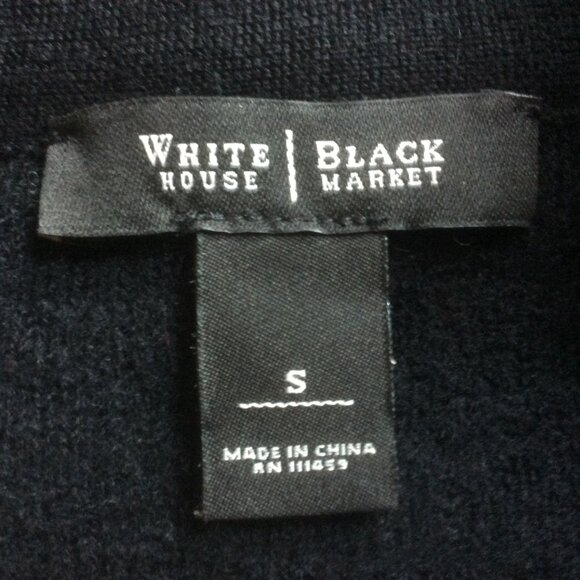 WHITE HOUSE | BLACK MARKET
S
MADE IN CHINA
RN 111459